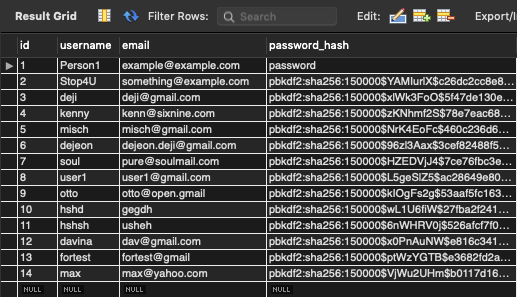 Result Grid Filter Rows: Search Edit: Export/I
id username email password_hash
1 Person1 example@example.com password
2 Stop4U something@example.com pbkdf2:sha256:150000$YAMIurIX$c26dc2cc8e8...
3 deji deji@gmail.com pbkdf2:sha256:150000$xlWk3FoO$5f47de130e...
4 kenny kenn@sixnine.com pbkdf2:sha256:150000$zKNhmf2S$78e7eac68...
5 misch misch@gmail.com pbkdf2:sha256:150000$NrK4EoFc$460c236d6...
6 dejeon dejeon.deji@gmail.com pbkdf2:sha256:150000$96zl3Aax$3cef82488f5...
7 soul pure@soulmail.com pbkdf2:sha256:150000$HZEDVjJ4$7ce76fbc3e...
8 user1 user1@gmail.com pbkdf2:sha256:150000$L5geSlZ5$ac28649e80...
9 otto otto@open.gmail pbkdf2:sha256:150000$kIOgFs2g$53aaf5fc163...
10 hshd gegdh pbkdf2:sha256:150000$wL1U6fiW$27fba2f241...
11 hshsh usheh pbkdf2:sha256:150000$6nWHRV0j$526afcf7f0...
12 davina dav@gmail.com pbkdf2:sha256:150000$x0PnAuNW$e816c341...
13 fortest fortest@gmail pbkdf2:sha256:150000$ptWzYGTB$e3682fd2a...
14 max max@yahoo.com pbkdf2:sha256:150000$VjWu2UHm$b0117d16...
NULL NULL NULL NULL